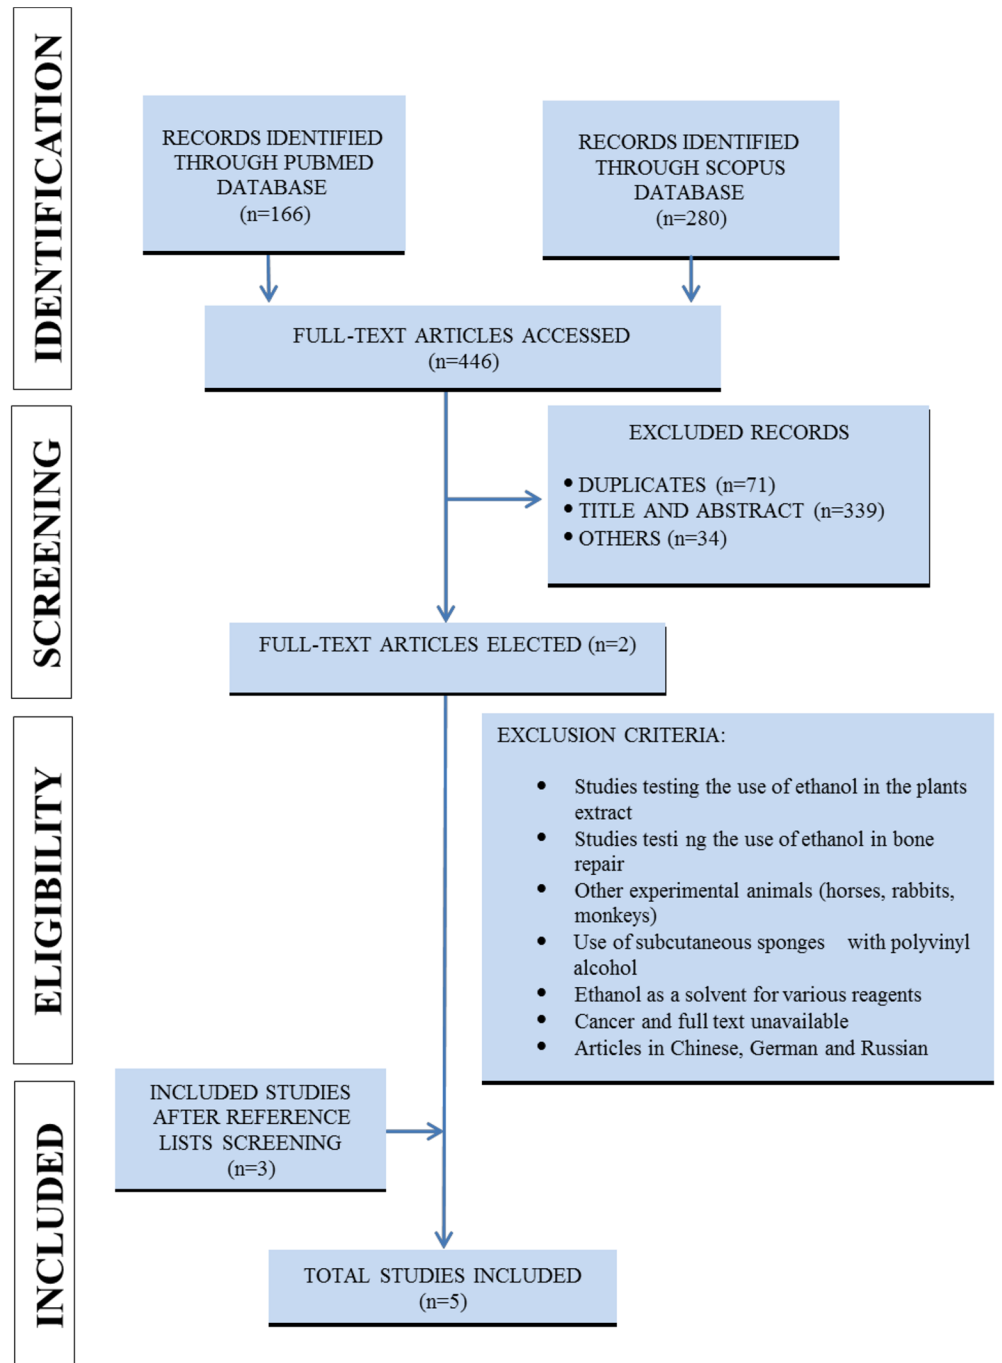 IDENTIFICATION
RECORDS IDENTIFIED
THROUGH PUBMED
DATABASE
(n=166)
RECORDS IDENTIFIED
THROUGH SCOPUS
DATABASE
(n=280)
FULL-TEXT ARTICLES ACCESSED
(n=446)
SCREENING
EXCLUDED RECORDS
• DUPLICATES (n=71)
• TITLE AND ABSTRACT (n=339)
• OTHERS (n=34)
FULL-TEXT ARTICLES ELECTED (n=2)
ELIGIBILITY
EXCLUSION CRITERIA:
• Studies testing the use of ethanol in the plants
extract
• Studies testi ng the use of ethanol in bone
repair
• Other experimental animals (horses, rabbits,
monkeys)
• Use of subcutaneous sponges with polyvinyl
alcohol
• Ethanol as a solvent for various reagents
• Cancer and full text unavailable
• Articles in Chinese, German and Russian
INCLUDED
INCLUDED STUDIES
AFTER REFERENCE
LISTS SCREENING
(n=3)
TOTAL STUDIES INCLUDED
(n=5)